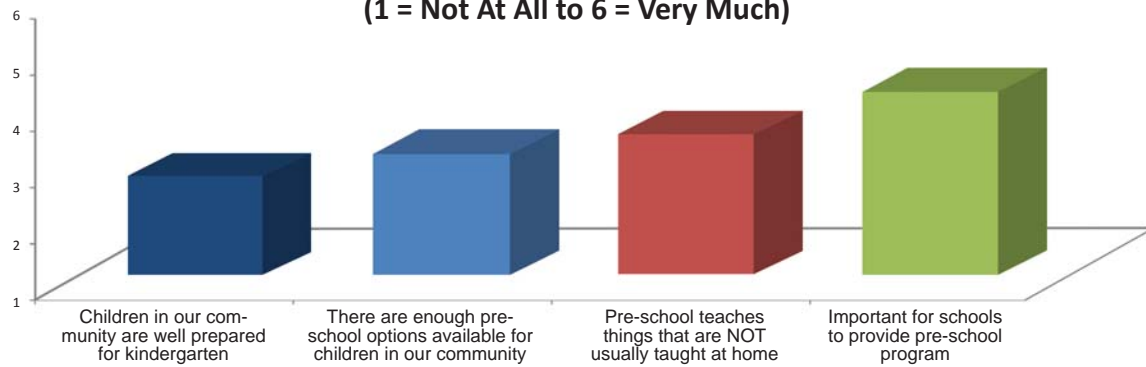 (1 = Not At All to 6 = Very Much)
6
5
4
3
2
1
Children in our com-
munity are well prepared
for kindergarten
There are enough pre-
school options available for
children in our community
Pre-school teaches
things that are NOT
usually taught at home
Important for schools
to provide pre-school
program